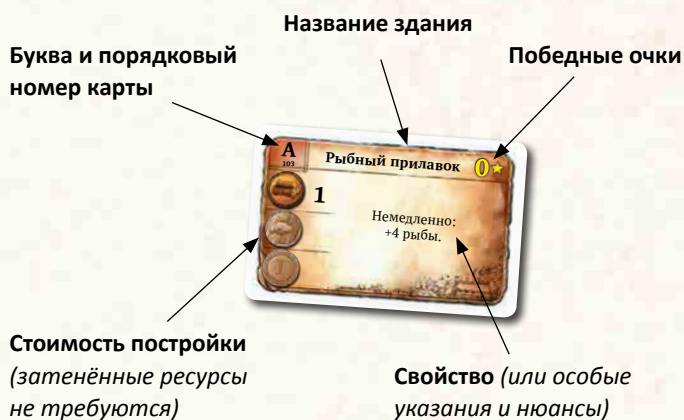 Название здания
Буква и порядковый
номер карты
Победные очки
A
103
Рыбный прилавок
0
1
Немедленно:
+4 рыбы.
Стоимость постройки
(затенённые ресурсы
не требуются)
Свойство (или особые
указания и нюансы)